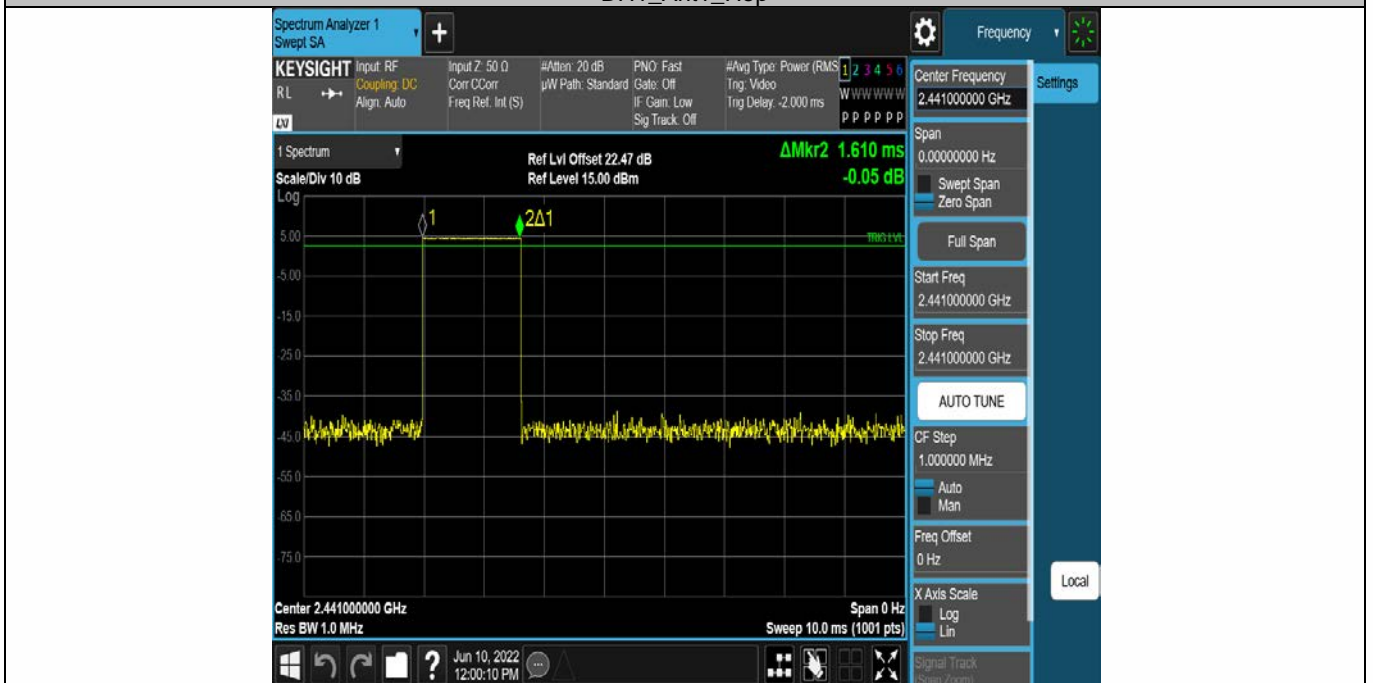 Spectrum Analyzer 1
Swept SA
+
Frequency
KEYSIGHT
RL
LXI
Input: RF
Coupling: DC
Align: Auto
Input Z: 50 Ω
Corr CCorr
Freq Ref: Int (S)
#Atten: 20 dB
µW Path: Standard
PNO: Fast
Gate: Off
IF Gain: Low
Sig Track: Off
#Avg Type: Power (RMS
Trig: Video
Trig Delay: -2.000 ms
1 2 3 4 5 6
W W W W W W
P P P P P P
Center Frequency
2.441000000 GHz
Settings
1 Spectrum
Scale/Div 10 dB
Ref Lvl Offset 22.47 dB
Ref Level 15.00 dBm
ΔMkr2 1.610 ms
-0.05 dB
Span
0.00000000 Hz
Swept Span
Zero Span
Full Span
Start Freq
2.441000000 GHz
Stop Freq
2.441000000 GHz
AUTO TUNE
CF Step
1.000000 MHz
Auto
Man
Freq Offset
0 Hz
X Axis Scale
Log
Lin
Signal Track
(Span Zoom)
Local
Log
1
2Δ1
TRIG LVL
5.00
-5.00
-15.0
-25.0
-35.0
-45.0
-55.0
-65.0
-75.0
Center 2.441000000 GHz
Span 0 Hz
Res BW 1.0 MHz
Sweep 10.0 ms (1001 pts)
?
Jun 10, 2022
12:00:10 PM